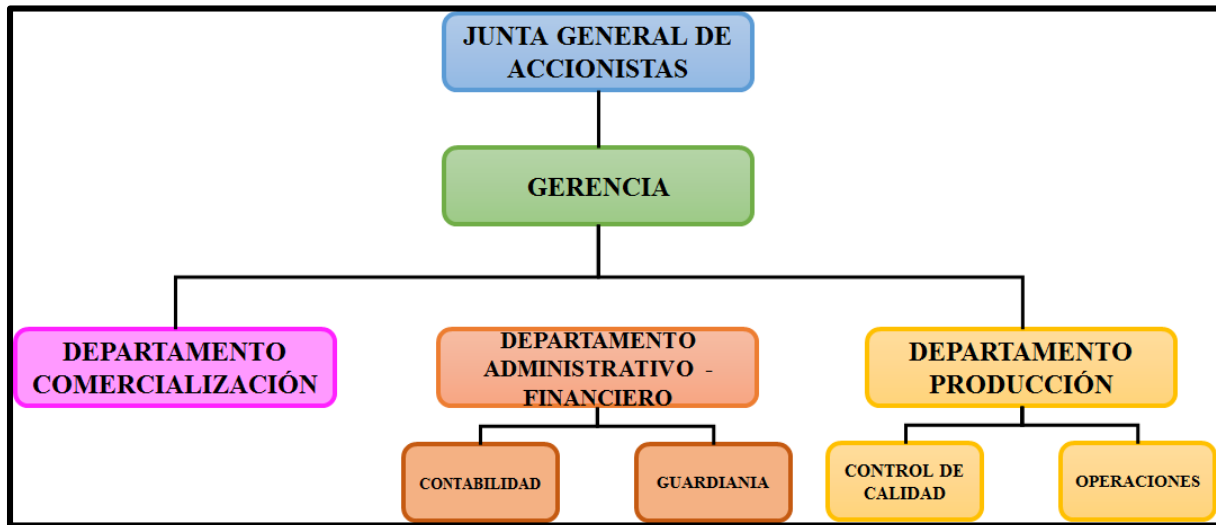 JUNTA GENERAL DE
ACCIONISTAS
GERENCIA
DEPARTAMENTO
COMERCIALIZACIÓN
DEPARTAMENTO
ADMINISTRATIVO -
FINANCIERO
DEPARTAMENTO
PRODUCCIÓN
CONTABILIDAD
GUARDIANIA
CONTROL DE
CALIDAD
OPERACIONES